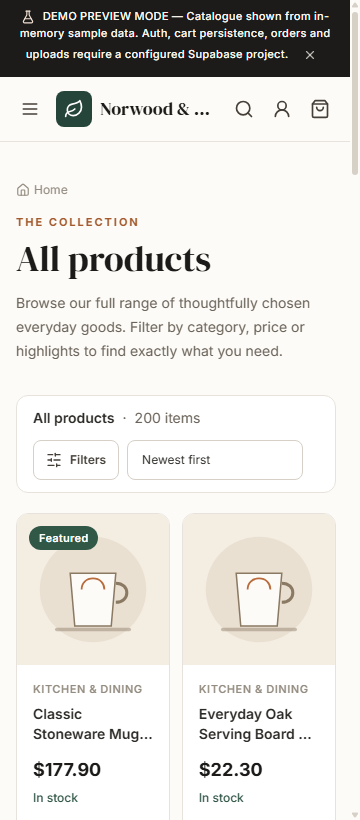 DEMO PREVIEW MODE — Catalogue shown from in-
memory sample data. Auth, cart persistence, orders and
uploads require a configured Supabase project.
Norwood & ...
Home
THE COLLECTION
All products
Browse our full range of thoughtfully chosen
everyday goods. Filter by category, price or
highlights to find exactly what you need.
All products · 200 items
Filters
Newest first
Featured
KITCHEN & DINING
Classic
Stoneware Mug...
$177.90
In stock
KITCHEN & DINING
Everyday Oak
Serving Board ...
$22.30
In stock